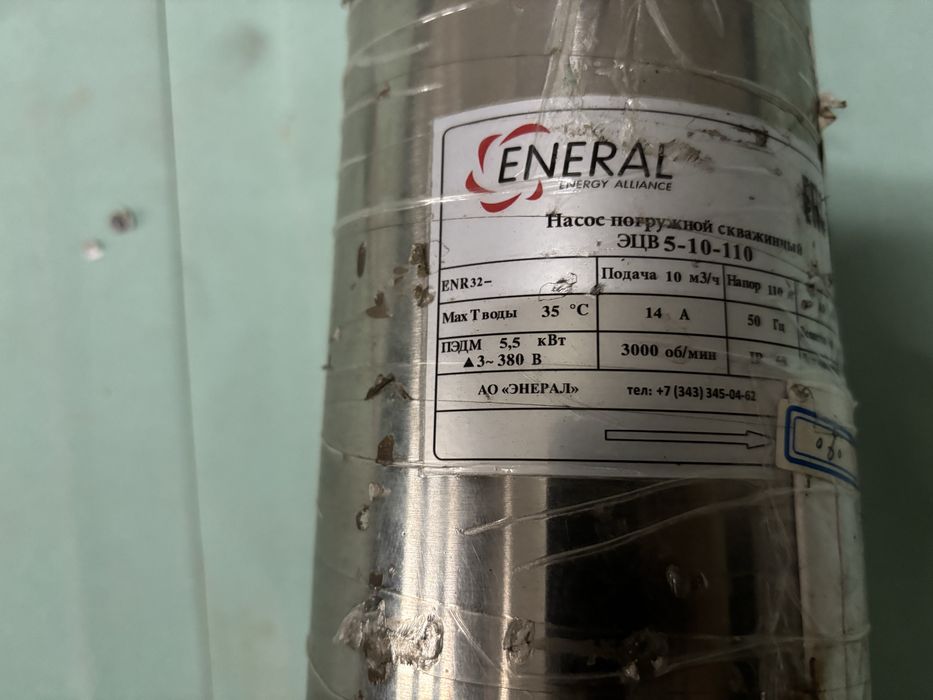 ENERAL
ENERGY ALLIANCE
Насос погружной скважинный
ЭЦВ 5-10-110
ENR32- Подача 10 м3/ч Напор 110
Max T воды 35 °C 14 А 50 Гц
ПЭДМ 5,5 кВт
▲3~ 380 В 3000 об/мин IP
АО «ЭНЕРАЛ» тел: +7 (343) 345-04-62